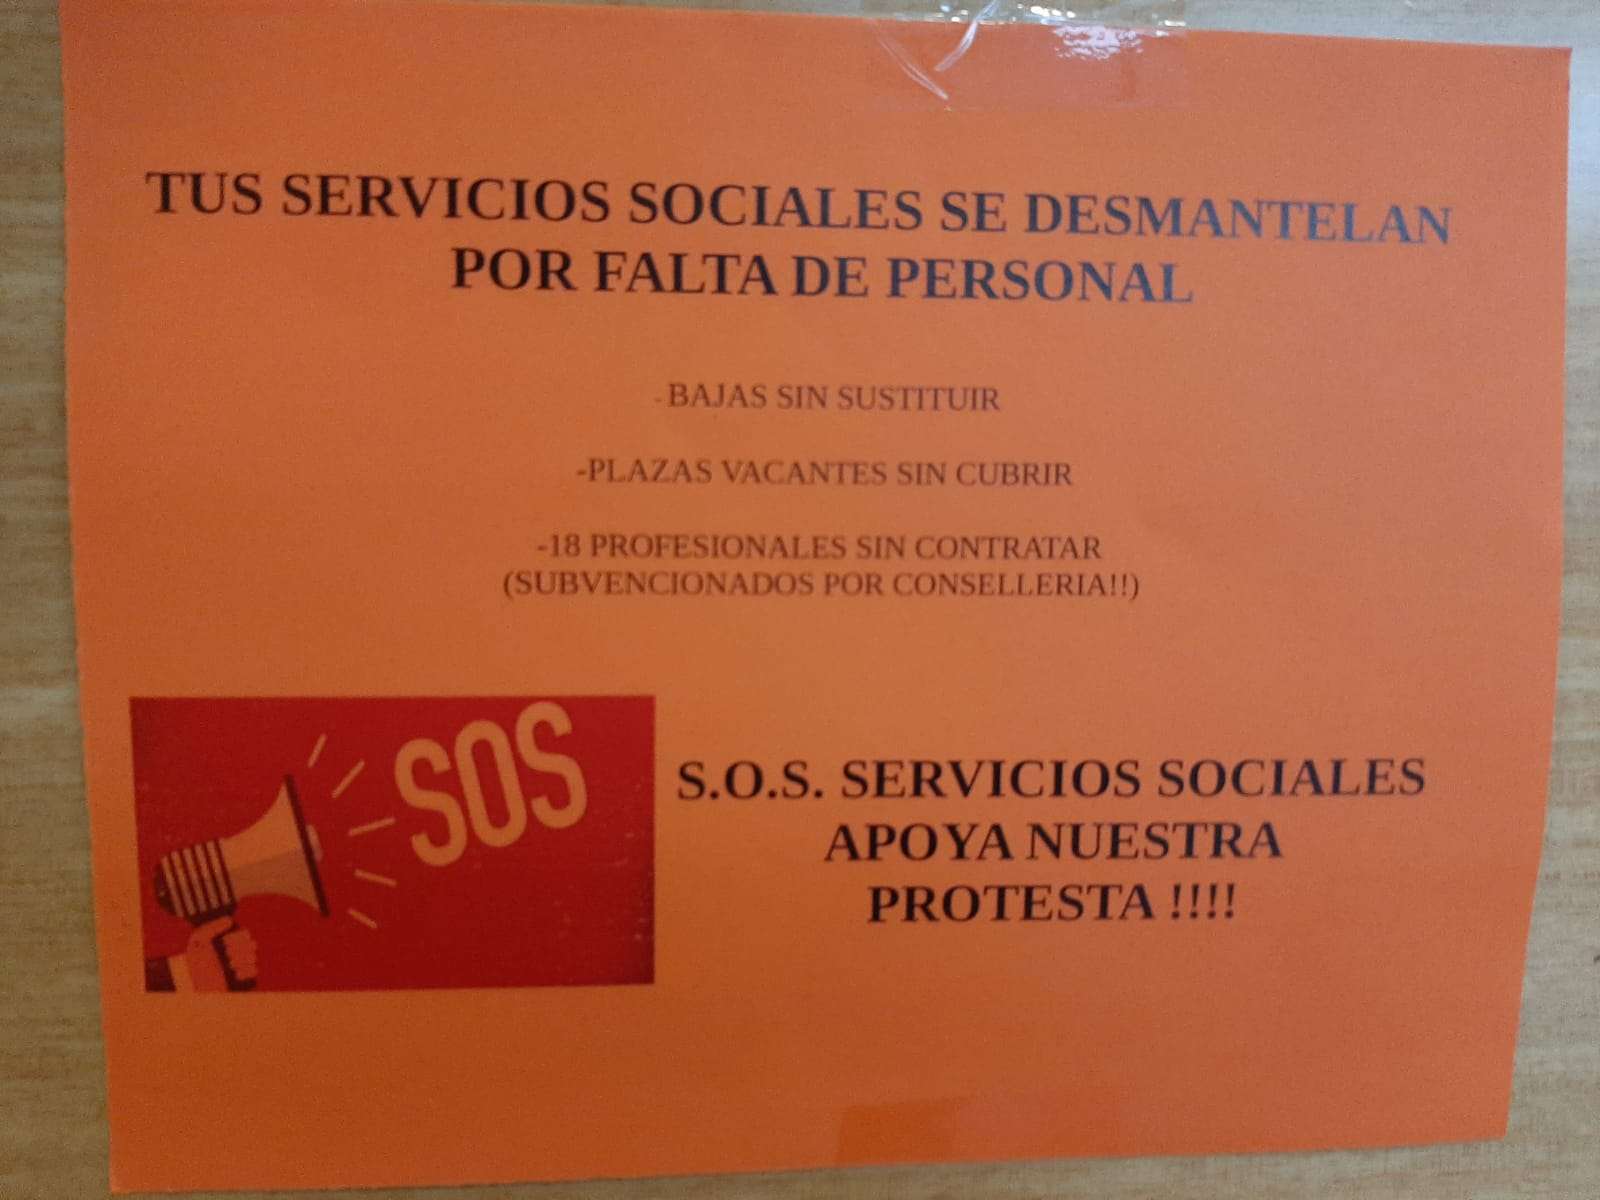 TUS SERVICIOS SOCIALES SE DESMANTELAN
POR FALTA DE PERSONAL
- BAJAS SIN SUSTITUIR
-PLAZAS VACANTES SIN CUBRIR
-18 PROFESIONALES SIN CONTRATAR
(SUBVENCIONADOS POR CONSELLERIA!!)
SOS
S.O.S. SERVICIOS SOCIALES
APOYA NUESTRA
PROTESTA !!!!